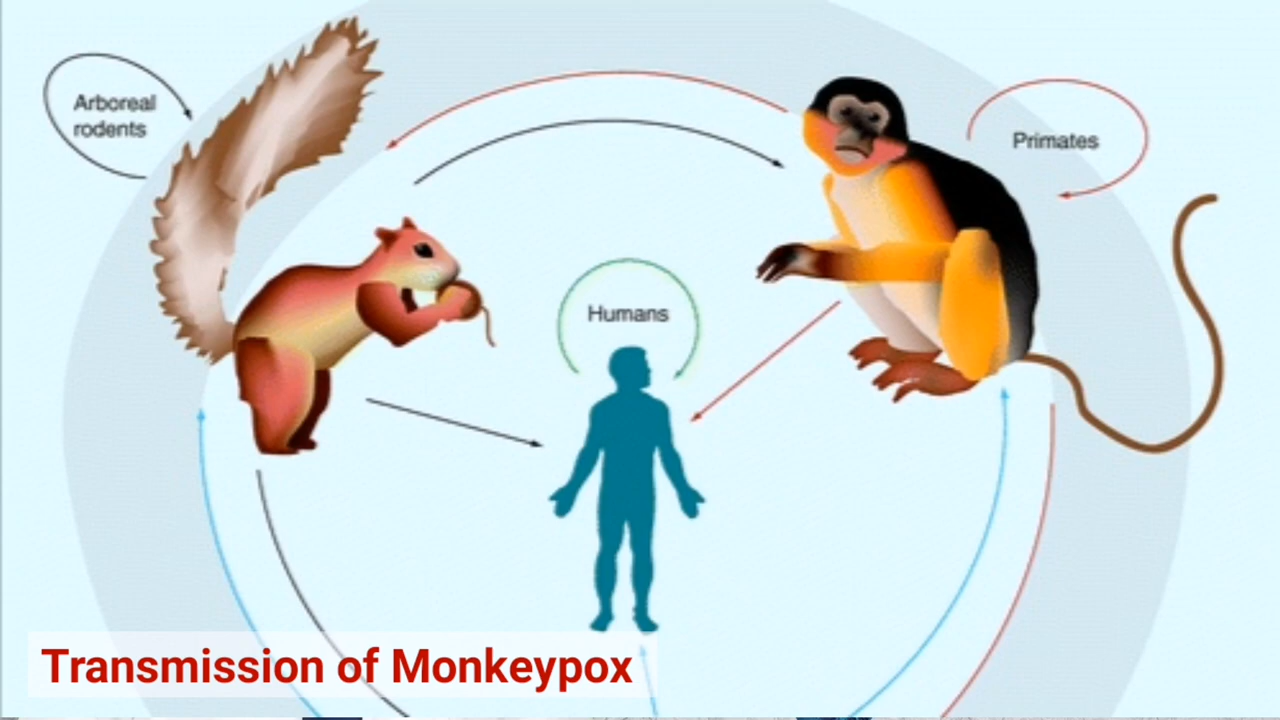 Arboreal
rodents
Primates
Humans
Transmission of Monkeypox